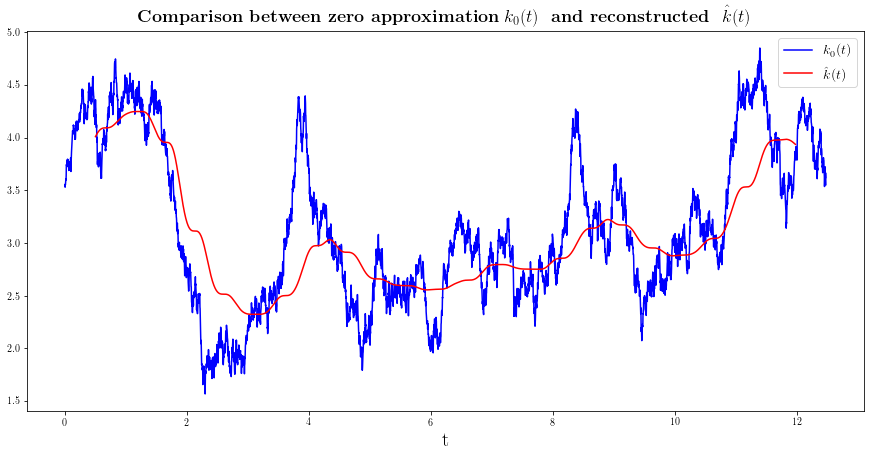 Comparison between zero approximation k₀(t) and reconstructed k̂(t)
5.0
4.5
4.0
3.5
3.0
2.5
2.0
1.5
k₀(t)
k̂(t)
0 2 4 6 8 10 12
t